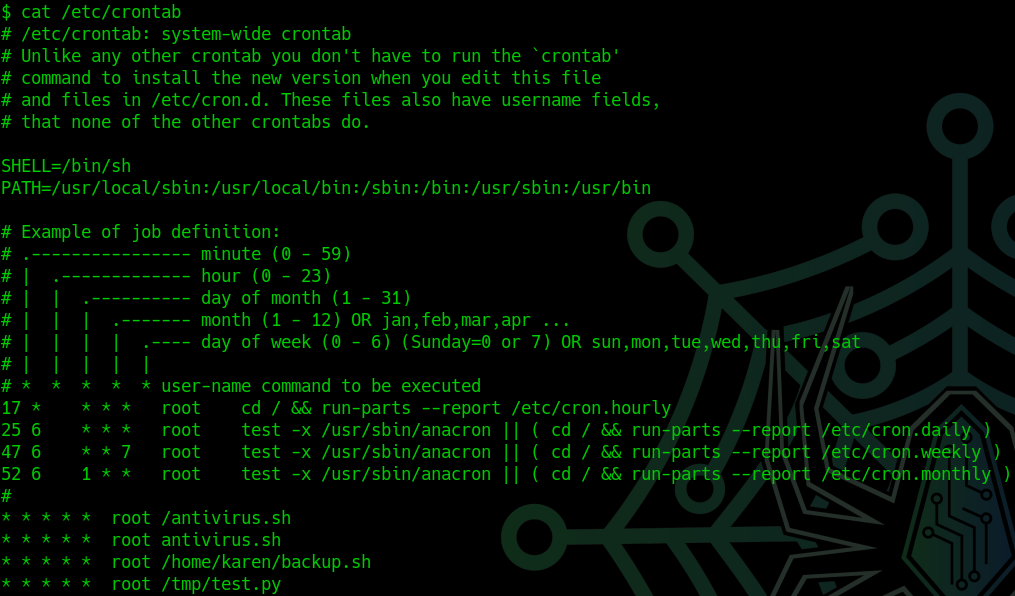 $ cat /etc/crontab
# /etc/crontab: system-wide crontab
# Unlike any other crontab you don't have to run the `crontab'
# command to install the new version when you edit this file
# and files in /etc/cron.d. These files also have username fields,
# that none of the other crontabs do.

SHELL=/bin/sh
PATH=/usr/local/sbin:/usr/local/bin:/sbin:/bin:/usr/sbin:/usr/bin

# Example of job definition:
# .---------------- minute (0 - 59)
# |  .------------- hour (0 - 23)
# |  |  .---------- day of month (1 - 31)
# |  |  |  .------- month (1 - 12) OR jan,feb,mar,apr ...
# |  |  |  |  .---- day of week (0 - 6) (Sunday=0 or 7) OR sun,mon,tue,wed,thu,fri,sat
# |  |  |  |  |
# *  *  *  *  * user-name command to be executed
17 *    * * *   root    cd / && run-parts --report /etc/cron.hourly
25 6    * * *   root    test -x /usr/sbin/anacron || ( cd / && run-parts --report /etc/cron.daily )
47 6    * * 7   root    test -x /usr/sbin/anacron || ( cd / && run-parts --report /etc/cron.weekly )
52 6    1 * *   root    test -x /usr/sbin/anacron || ( cd / && run-parts --report /etc/cron.monthly )
#
* * * * *  root /antivirus.sh
* * * * *  root antivirus.sh
* * * * *  root /home/karen/backup.sh
* * * * *  root /tmp/test.py